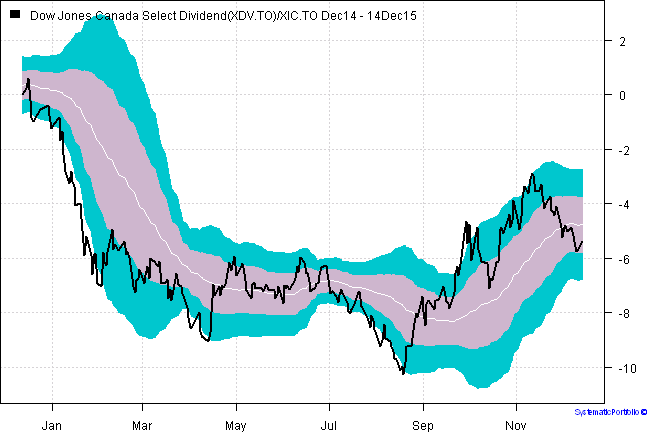 Dow Jones Canada Select Dividend(XDV.TO)/XIC.TO Dec14 - 14Dec15
2
0
-2
-4
-6
-8
-10
Jan Mar May Jul Sep Nov
SystematicPortfolio ©